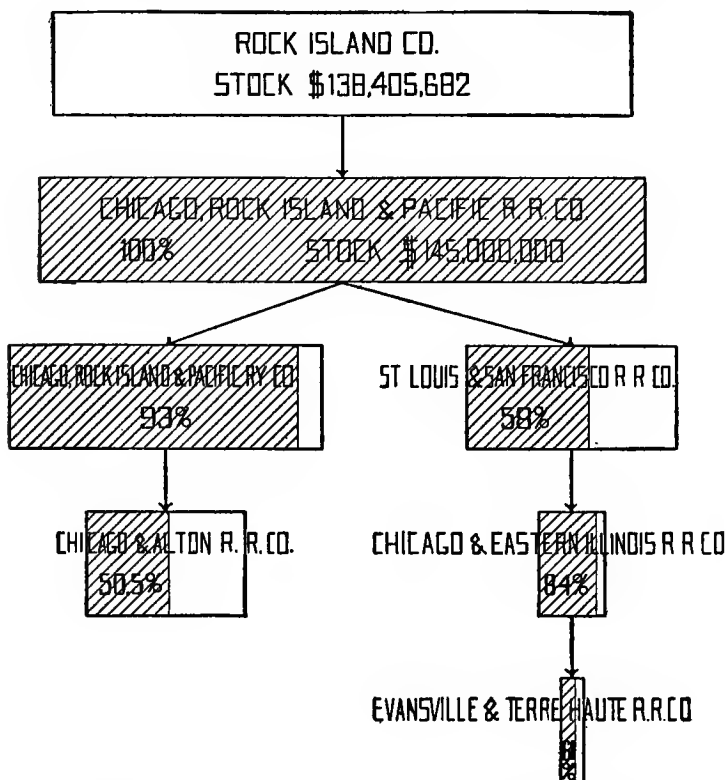 ROCK ISLAND CO.
STOCK $138,405,682
CHICAGO, ROCK ISLAND & PACIFIC R. R. CO.
100% STOCK $145,000,000
CHICAGO, ROCK ISLAND & PACIFIC RY CO
93%
ST LOUIS & SAN FRANCISCO R R CO.
58%
CHICAGO & ALTON R. R. CO.
50.5%
CHICAGO & EASTERN ILLINOIS R R CO
84%
EVANSVILLE & TERRE HAUTE R.R.CO
%